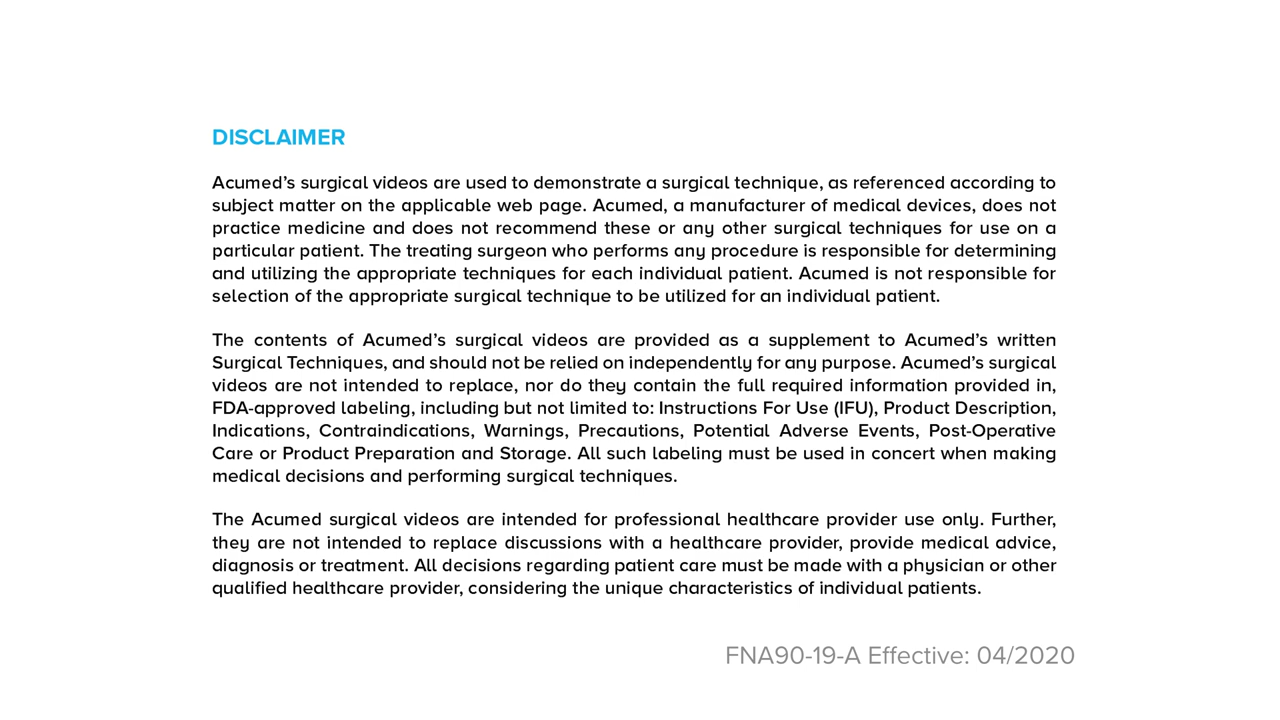 DISCLAIMER
Acumed’s surgical videos are used to demonstrate a surgical technique, as referenced according to
subject matter on the applicable web page. Acumed, a manufacturer of medical devices, does not
practice medicine and does not recommend these or any other surgical techniques for use on a
particular patient. The treating surgeon who performs any procedure is responsible for determining
and utilizing the appropriate techniques for each individual patient. Acumed is not responsible for
selection of the appropriate surgical technique to be utilized for an individual patient.
The contents of Acumed’s surgical videos are provided as a supplement to Acumed’s written
Surgical Techniques, and should not be relied on independently for any purpose. Acumed’s surgical
videos are not intended to replace, nor do they contain the full required information provided in,
FDA-approved labeling, including but not limited to: Instructions For Use (IFU), Product Description,
Indications, Contraindications, Warnings, Precautions, Potential Adverse Events, Post-Operative
Care or Product Preparation and Storage. All such labeling must be used in concert when making
medical decisions and performing surgical techniques.
The Acumed surgical videos are intended for professional healthcare provider use only. Further,
they are not intended to replace discussions with a healthcare provider, provide medical advice,
diagnosis or treatment. All decisions regarding patient care must be made with a physician or other
qualified healthcare provider, considering the unique characteristics of individual patients.
FNA90-19-A Effective: 04/2020